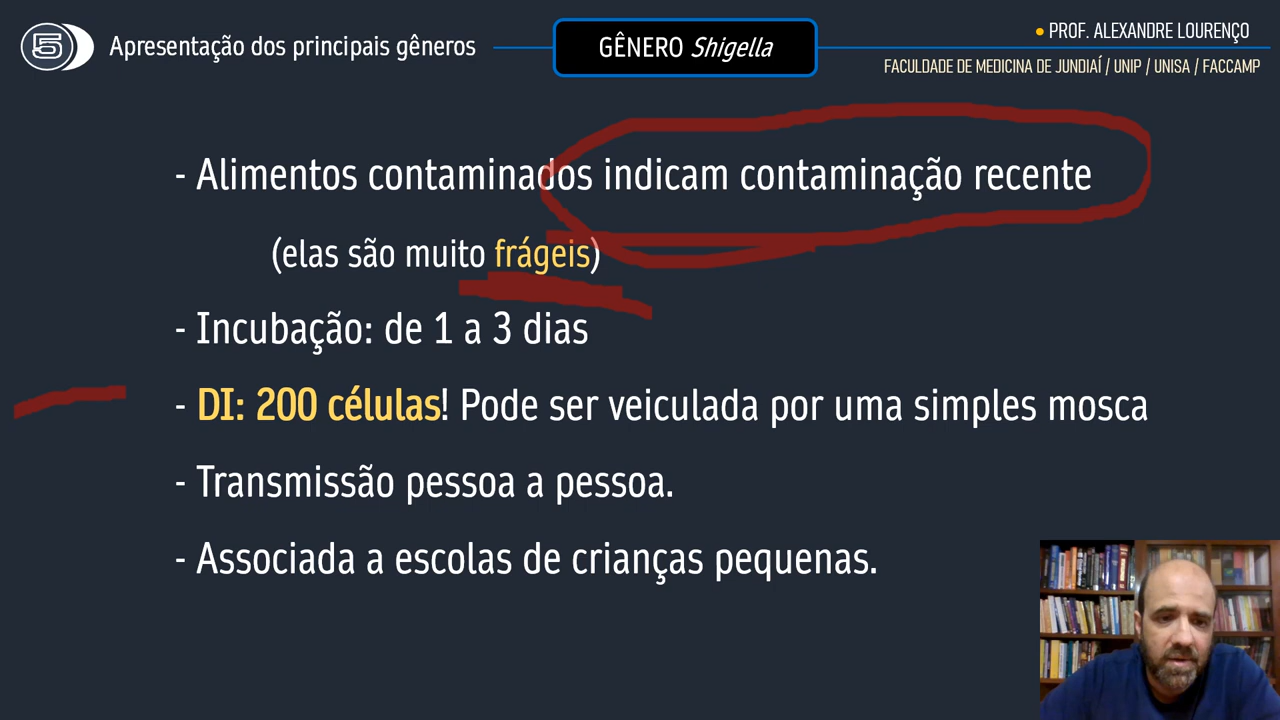 5
Apresentação dos principais gêneros
GÊNERO Shigella
• PROF. ALEXANDRE LOURENÇO
FACULDADE DE MEDICINA DE JUNDIAÍ / UNIP / UNISA / FACCAMP
- Alimentos contaminados indicam contaminação recente
(elas são muito frágeis)
- Incubação: de 1 a 3 dias
- DI: 200 células! Pode ser veiculada por uma simples mosca
- Transmissão pessoa a pessoa.
- Associada a escolas de crianças pequenas.